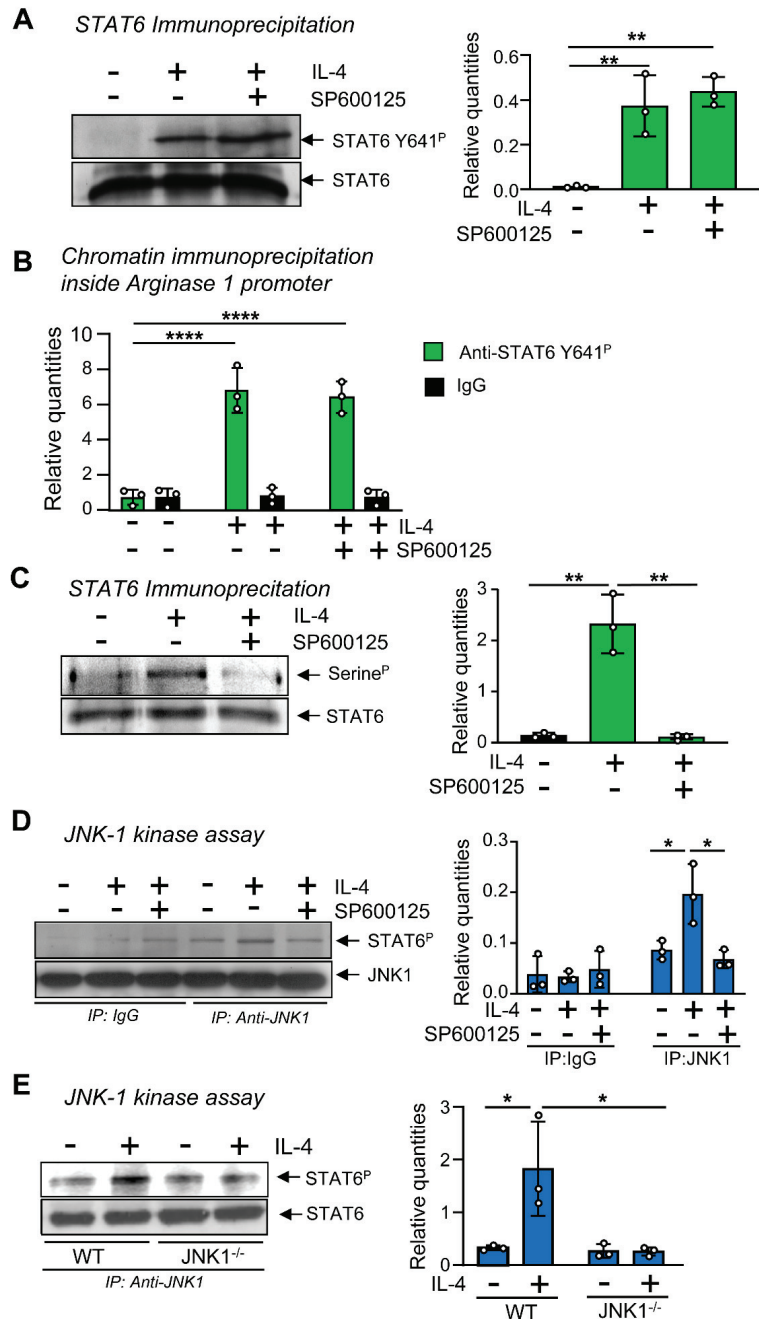 A
STAT6 Immunoprecipitation
- + + IL-4
- - + SP600125
STAT6 Y641P
STAT6
Relative quantities
0.6
0.4
0.2
0.0
**
**
IL-4 - + +
SP600125 - - +
B
Chromatin immunoprecipitation
inside Arginase 1 promoter
Relative quantities
10
8
6
4
2
0
****
****
Anti-STAT6 Y641P
IgG
- - + + + + IL-4
- - - - + + SP600125
C
STAT6 Immunoprecitation
- + + IL-4
- - + SP600125
SerineP
STAT6
Relative quantities
3
2
1
0
** **
IL-4 - + +
SP600125 - - +
D
JNK-1 kinase assay
- + + - + + IL-4
- - + - - + SP600125
STAT6P
JNK1
IP: IgG IP: Anti-JNK1
Relative quantities
0.3
0.2
0.1
0.0
* *
IL-4 - + + - + +
SP600125 - - + - - +
IP:IgG IP:JNK1
E
JNK-1 kinase assay
- + - + IL-4
STAT6P
STAT6
WT JNK1-/-
IP: Anti-JNK1
Relative quantities
3
2
1
0
* *
IL-4 - + - +
WT JNK1-/-